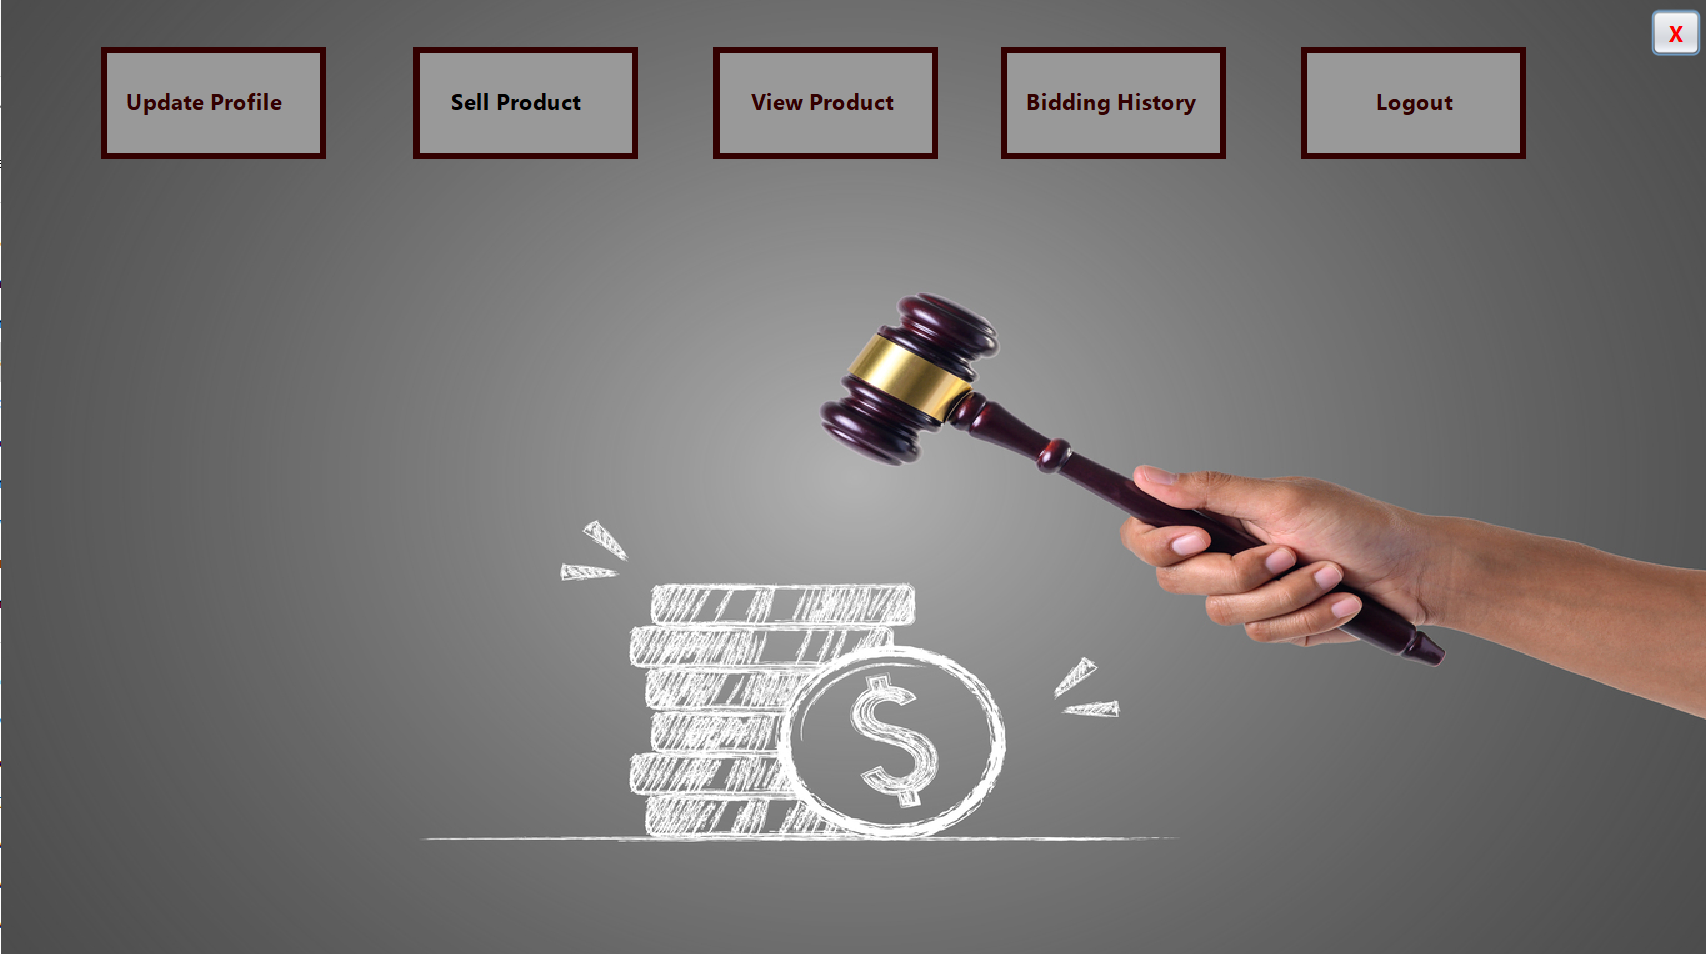 X
Update Profile
Sell Product
View Product
Bidding History
Logout
$